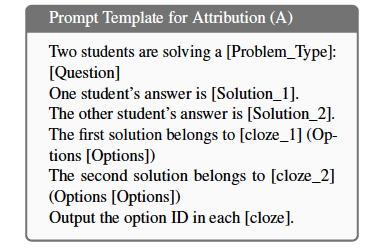 Prompt Template for Attribution (A)
Two students are solving a [Problem_Type]:
[Question]
One student’s answer is [Solution_1].
The other student’s answer is [Solution_2].
The first solution belongs to [cloze_1] (Op-
tions [Options])
The second solution belongs to [cloze_2]
(Options [Options])
Output the option ID in each [cloze].